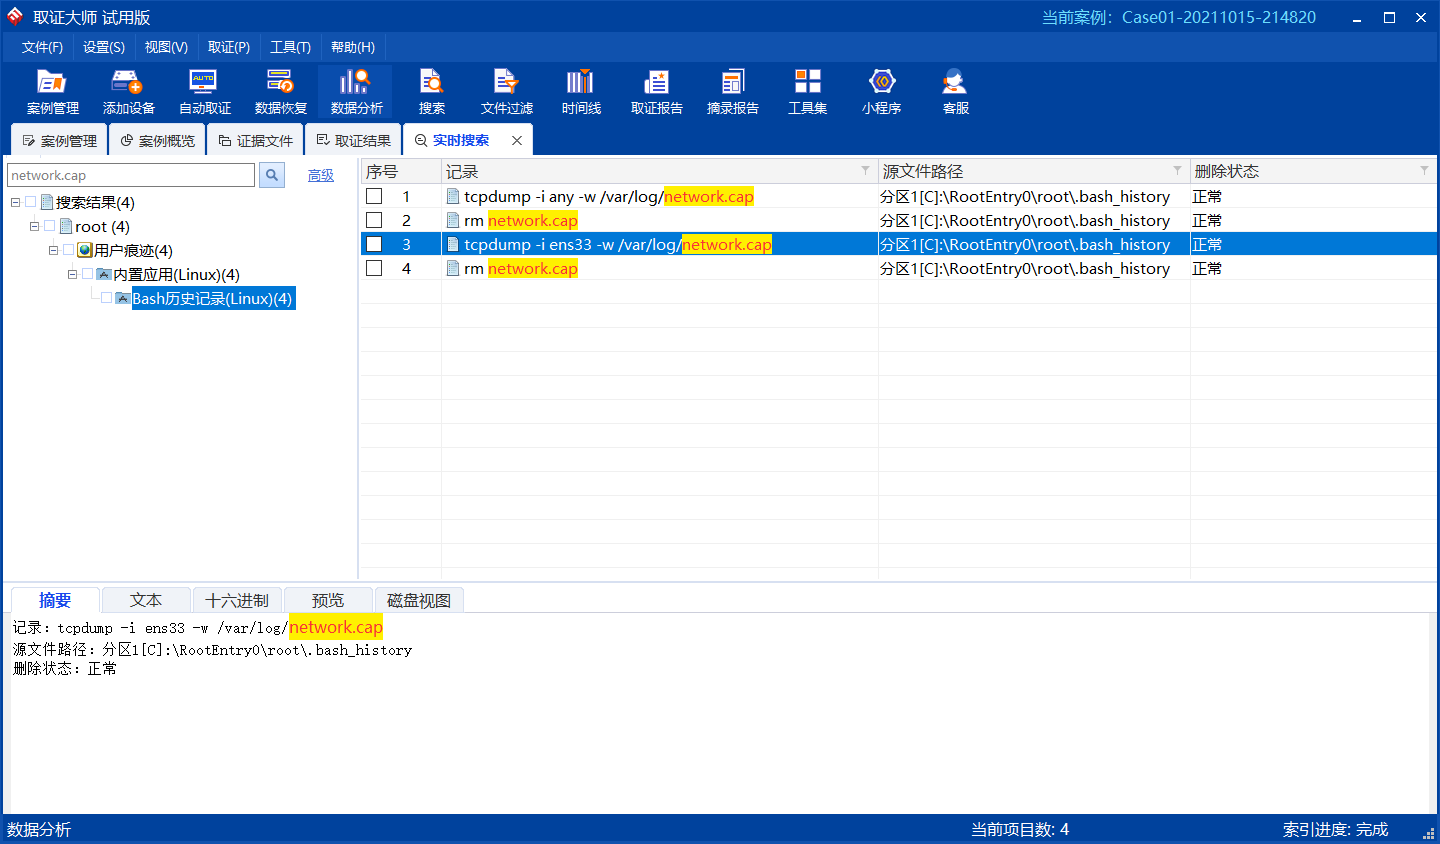 取证大师 试用版
当前案例： Case01-20211015-214820
文件(F) 设置(S) 视图(V) 取证(P) 工具(T) 帮助(H)
AUTO
案例管理 添加设备 自动取证 数据恢复 数据分析 搜索 文件过滤 时间线 取证报告 摘录报告 工具集 小程序 客服
案例管理 案例概览 证据文件 取证结果 实时搜索
network.cap 高级
搜索结果(4)
root (4)
用户痕迹(4)
内置应用(Linux)(4)
Bash历史记录(Linux)(4)
序号 记录 源文件路径 删除状态
1 tcpdump -i any -w /var/log/network.cap 分区1[C]:\RootEntry0\root\.bash_history 正常
2 rm network.cap 分区1[C]:\RootEntry0\root\.bash_history 正常
3 tcpdump -i ens33 -w /var/log/network.cap 分区1[C]:\RootEntry0\root\.bash_history 正常
4 rm network.cap 分区1[C]:\RootEntry0\root\.bash_history 正常
摘要 文本 十六进制 预览 磁盘视图
记录: tcpdump -i ens33 -w /var/log/network.cap
源文件路径: 分区1[C]:\RootEntry0\root\.bash_history
删除状态: 正常
数据分析 当前项目数: 4 索引进度: 完成